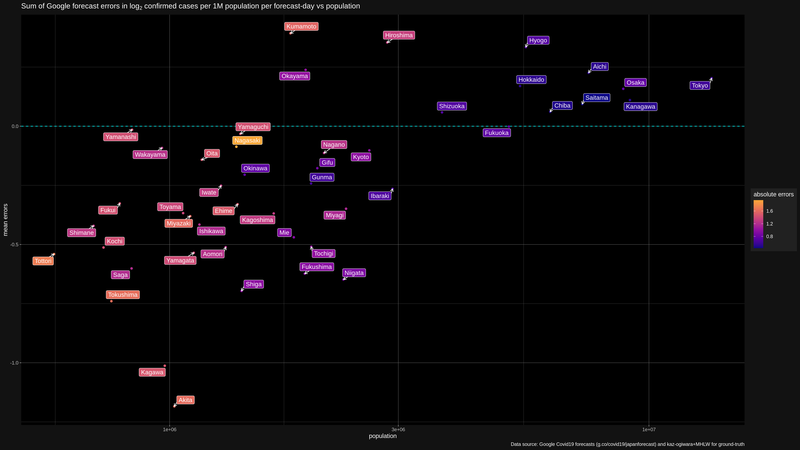 Sum of Google forecast errors in log₂ confirmed cases per 1M population per forecast-day vs population
Kumamoto
Hiroshima
Hyogo
Aichi
Okayama
Hokkaido
Osaka
Tokyo
Saitama
Shizuoka
Chiba
Kanagawa
0.0
Yamaguchi
Fukuoka
Yamanashi
Nagasaki
Nagano
Wakayama
Oita
Kyoto
Gifu
Okinawa
Gunma
Iwate
Ibaraki
Fukui
Toyama
Ehime
Miyagi
Miyazaki
Kagoshima
Shimane
Ishikawa
Mie
Kochi
-0.5
Aomori
Tochigi
Tottori
Yamagata
Fukushima
Saga
Niigata
Shiga
Tokushima
-1.0
Kagawa
Akita
mean errors
1e+06
3e+06
1e+07
population
absolute errors
1.6
1.2
0.8
Data source: Google Covid19 forecasts (g.co/covid19/japanforecast) and kaz-ogiwara+MHLW for ground-truth